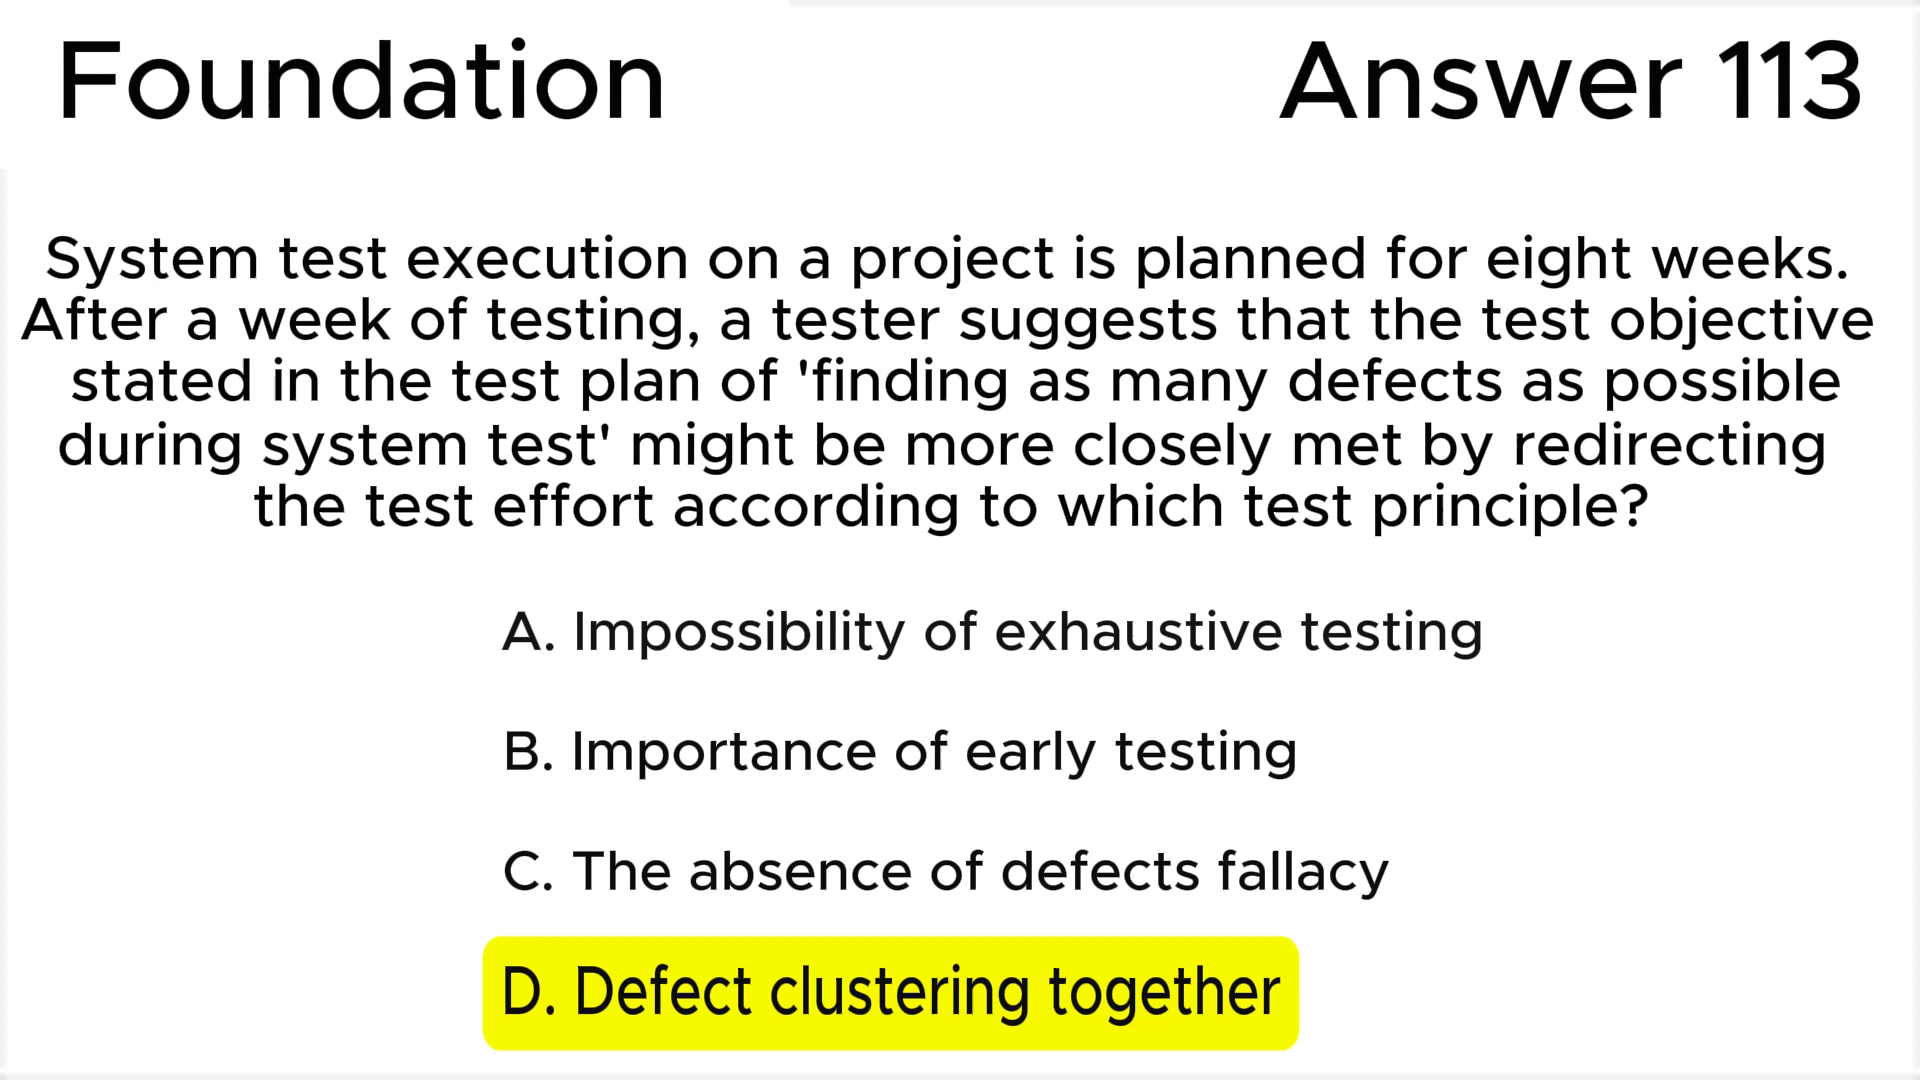 Foundation
Answer 113
System test execution on a project is planned for eight weeks.
After a week of testing, a tester suggests that the test objective
stated in the test plan of 'finding as many defects as possible
during system test' might be more closely met by redirecting
the test effort according to which test principle?
A. Impossibility of exhaustive testing
B. Importance of early testing
C. The absence of defects fallacy
D. Defect clustering together